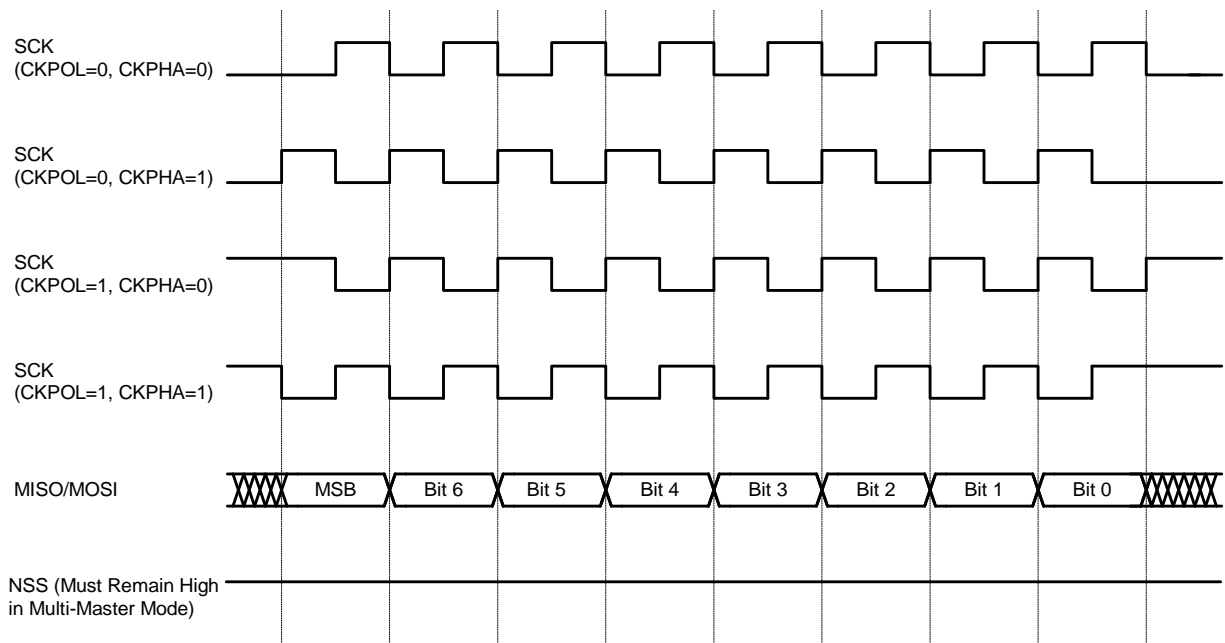 SCK
(CKPOL=0, CKPHA=0)
SCK
(CKPOL=0, CKPHA=1)
SCK
(CKPOL=1, CKPHA=0)
SCK
(CKPOL=1, CKPHA=1)
MISO/MOSI MSB Bit 6 Bit 5 Bit 4 Bit 3 Bit 2 Bit 1 Bit 0
NSS (Must Remain High
in Multi-Master Mode)